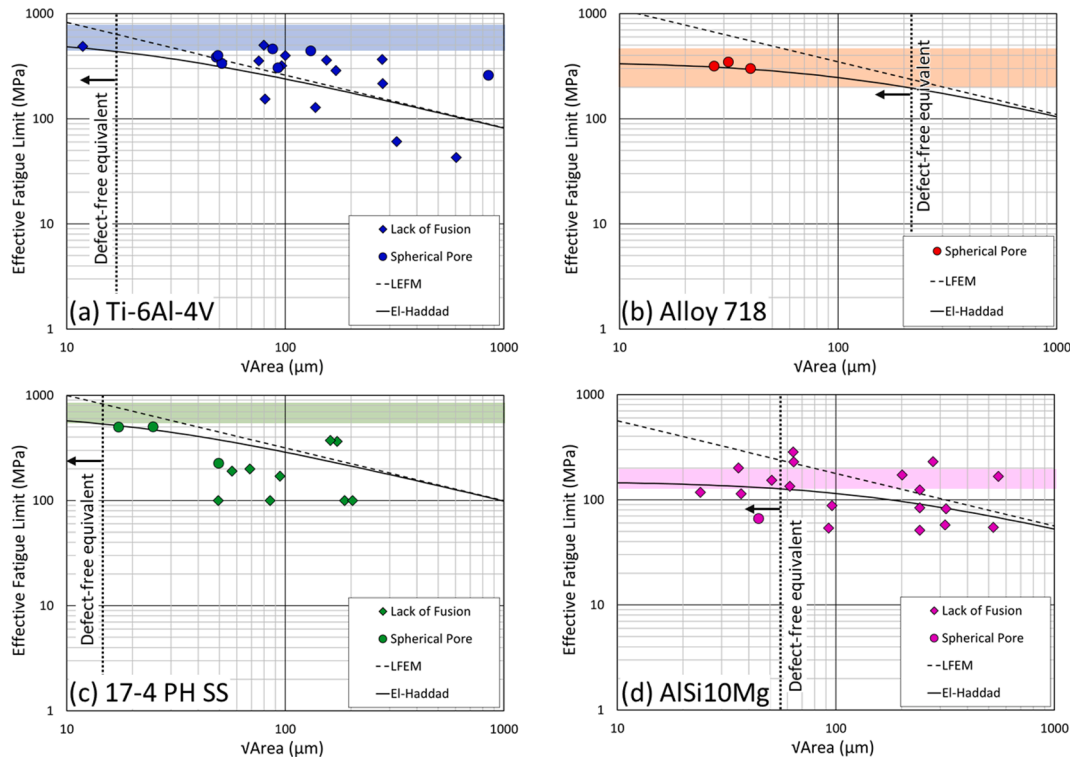 1000
100
10
1
Effective Fatigue Limit (MPa)
Defect-free equivalent
Lack of Fusion
Spherical Pore
LEFM
El-Haddad
(a) Ti-6Al-4V
10
100
1000
√Area (μm)
1000
100
10
1
Effective Fatigue Limit (MPa)
Defect-free equivalent
Spherical Pore
LFEM
El-Haddad
(b) Alloy 718
10
100
1000
√Area (μm)
1000
100
10
1
Effective Fatigue Limit (MPa)
Defect-free equivalent
Lack of Fusion
Spherical Pore
LFEM
El-Haddad
(c) 17-4 PH SS
10
100
1000
√Area (μm)
1000
100
10
1
Effective Fatigue Limit (MPa)
Defect-free equivalent
Lack of Fusion
Spherical Pore
LFEM
El-Haddad
(d) AlSi10Mg
10
100
1000
√Area (μm)